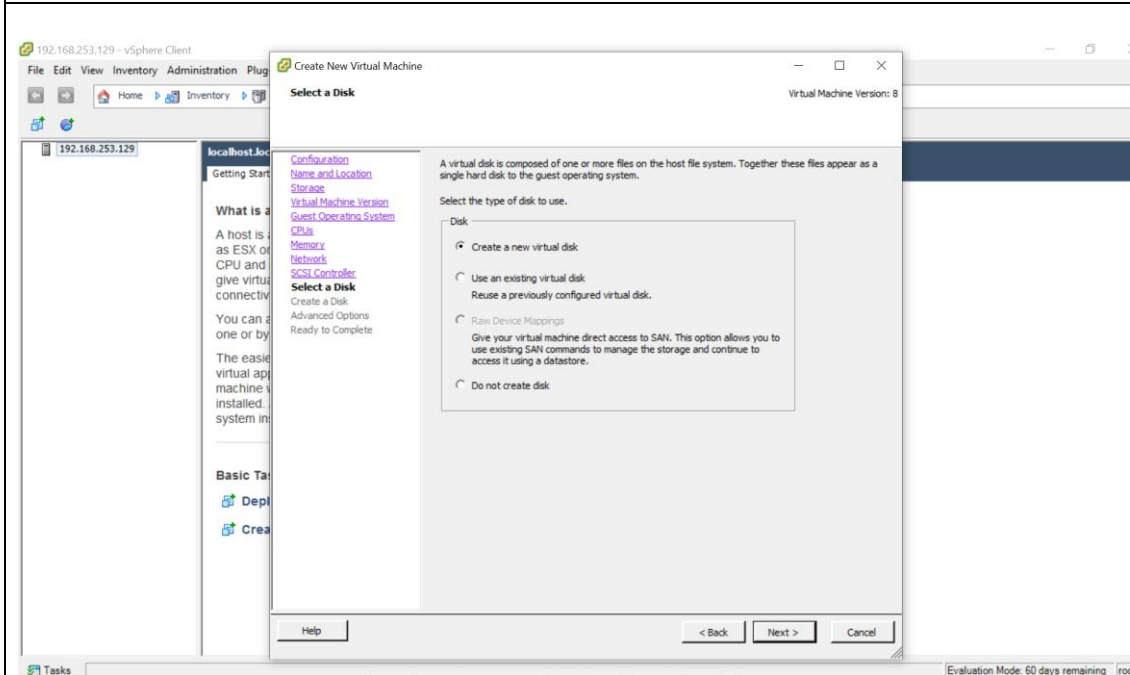 192.168.253.129 - vSphere Client
File Edit View Inventory Administration Plug
Home Inventory
192.168.253.129
localhost.loc
Getting Start
What is a
A host is a
as ESX or
CPU and
give virtua
connectiv
You can a
one or by
The easie
virtual app
machine v
installed.
system ins
Basic Tas
Depl
Crea
Create New Virtual Machine
Select a Disk
Virtual Machine Version: 8
Configuration
Name and Location
Storage
Virtual Machine Version
Guest Operating System
CPUs
Memory
Network
SCSI Controller
Select a Disk
Create a Disk
Advanced Options
Ready to Complete
A virtual disk is composed of one or more files on the host file system. Together these files appear as a
single hard disk to the guest operating system.
Select the type of disk to use.
Disk
Create a new virtual disk
Use an existing virtual disk
Reuse a previously configured virtual disk.
Raw Device Mappings
Give your virtual machine direct access to SAN. This option allows you to
use existing SAN commands to manage the storage and continue to
access it using a datastore.
Do not create disk
Help
< Back Next > Cancel
Tasks
Evaluation Mode: 60 days remaining roo